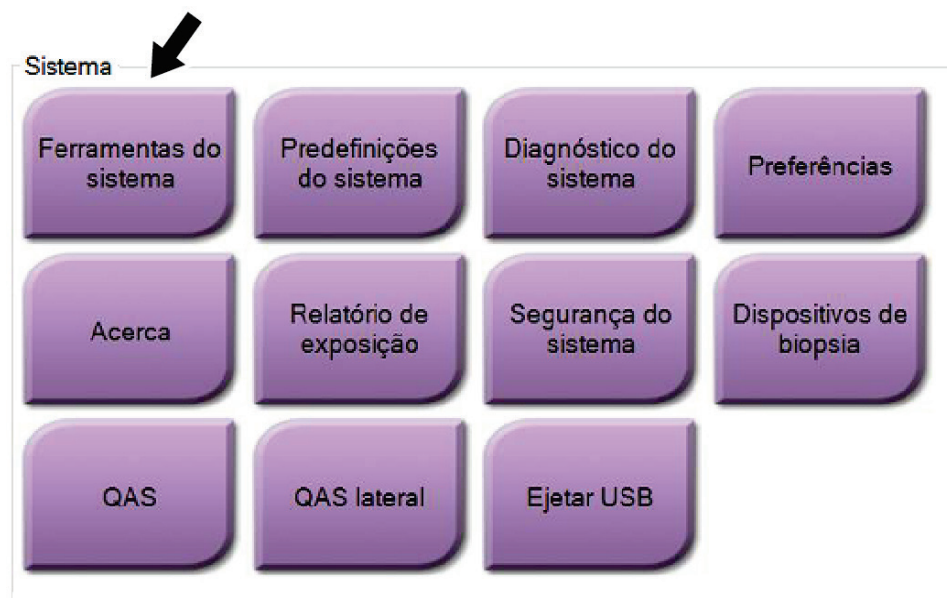 Sistema
Ferramentas do
sistema
Predefinições
do sistema
Diagnóstico do
sistema
Preferências
Acerca
Relatório de
exposição
Segurança do
sistema
Dispositivos de
biopsia
QAS
QAS lateral
Ejetar USB